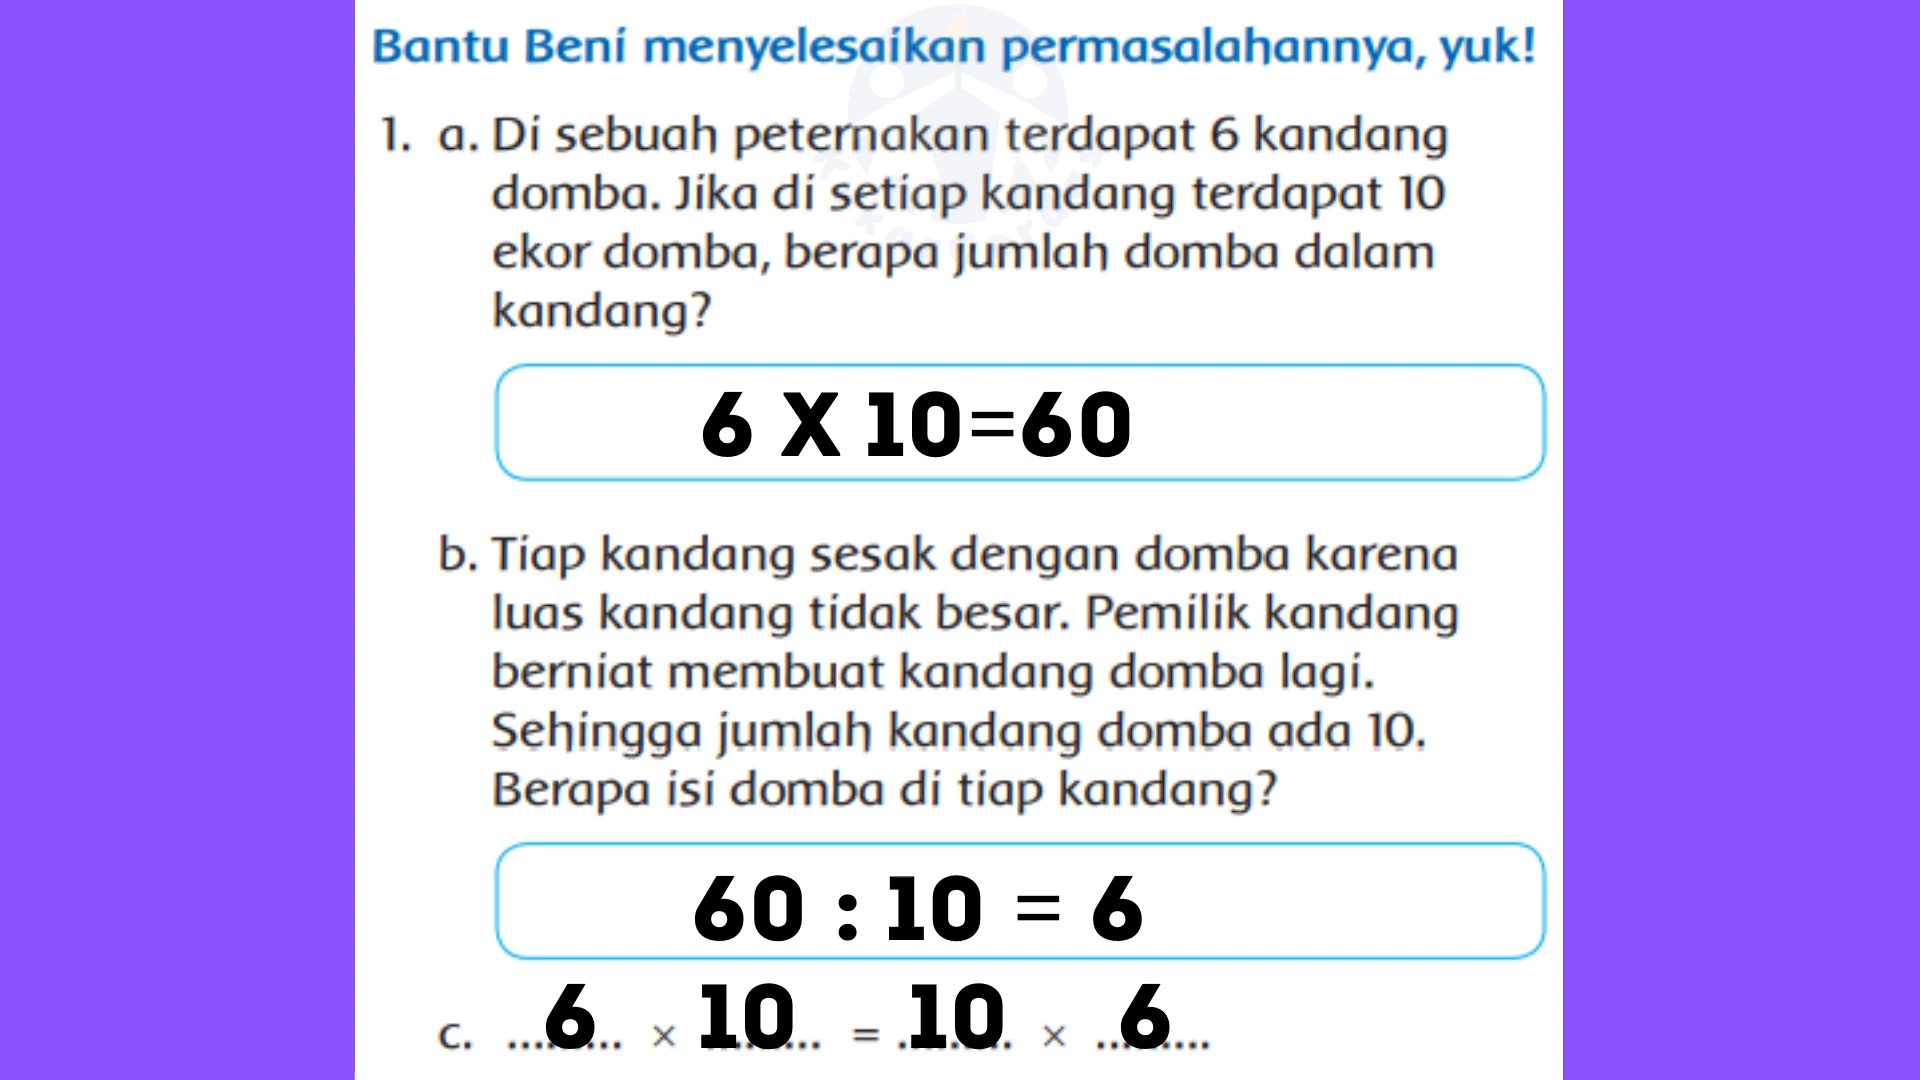 Bantu Beni menyelesaikan permasalahannya, yuk!
1. a. Di sebuah peternakan terdapat 6 kandang
domba. Jika di setiap kandang terdapat 10
ekor domba, berapa jumlah domba dalam
kandang?
6 X 10=60
b. Tiap kandang sesak dengan domba karena
luas kandang tidak besar. Pemilik kandang
berniat membuat kandang domba lagi.
Sehingga jumlah kandang domba ada 10.
Berapa isi domba di tiap kandang?
60 : 10 = 6
c. ...6... × ...10... = ...10... × ...6...